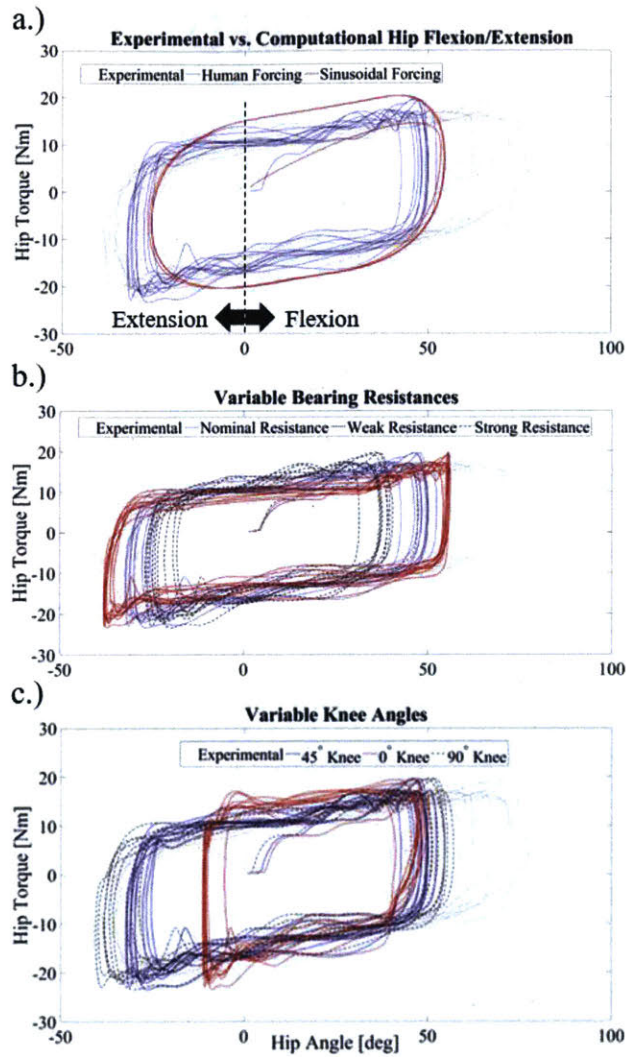 a.)
Experimental vs. Computational Hip Flexion/Extension
30
Experimental Human Forcing Sinusoidal Forcing
20
10
0
-10
-20
-30
Hip Torque [Nm]
Extension Flexion
-50 0 50 100
b.)
Variable Bearing Resistances
30
Experimental Nominal Resistance Weak Resistance Strong Resistance
20
10
0
-10
-20
-30
Hip Torque [Nm]
-50 0 50 100
c.)
Variable Knee Angles
30
Experimental 45° Knee 0° Knee 90° Knee
20
10
0
-10
-20
-30
Hip Torque [Nm]
-50 0 50 100
Hip Angle [deg]